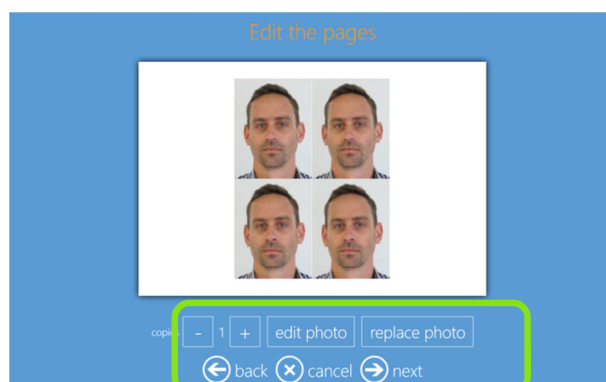 Edit the pages
copies - 1 + edit photo replace photo
back cancel next